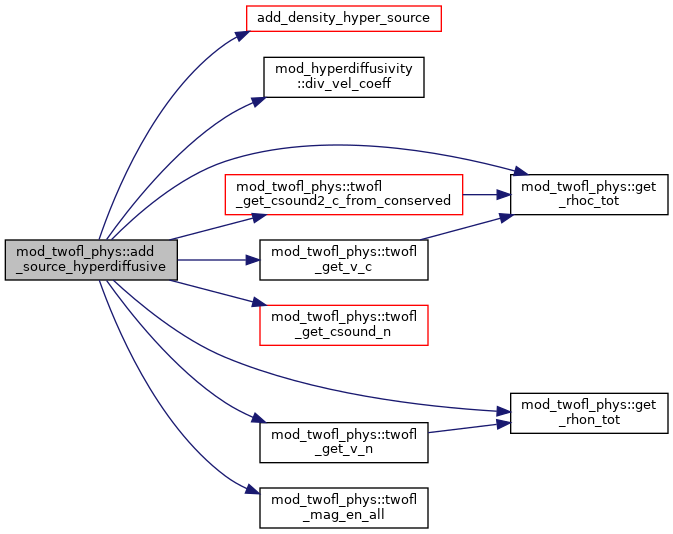 add_density_hyper_source
mod_hyperdiffusivity
::div_vel_coeff
mod_twofl_phys::twofl
_get_csound2_c_from_conserved
mod_twofl_phys::get
_rhoc_tot
mod_twofl_phys::add
_source_hyperdiffusive
mod_twofl_phys::twofl
_get_v_c
mod_twofl_phys::twofl
_get_csound_n
mod_twofl_phys::get
_rhon_tot
mod_twofl_phys::twofl
_get_v_n
mod_twofl_phys::twofl
_mag_en_all